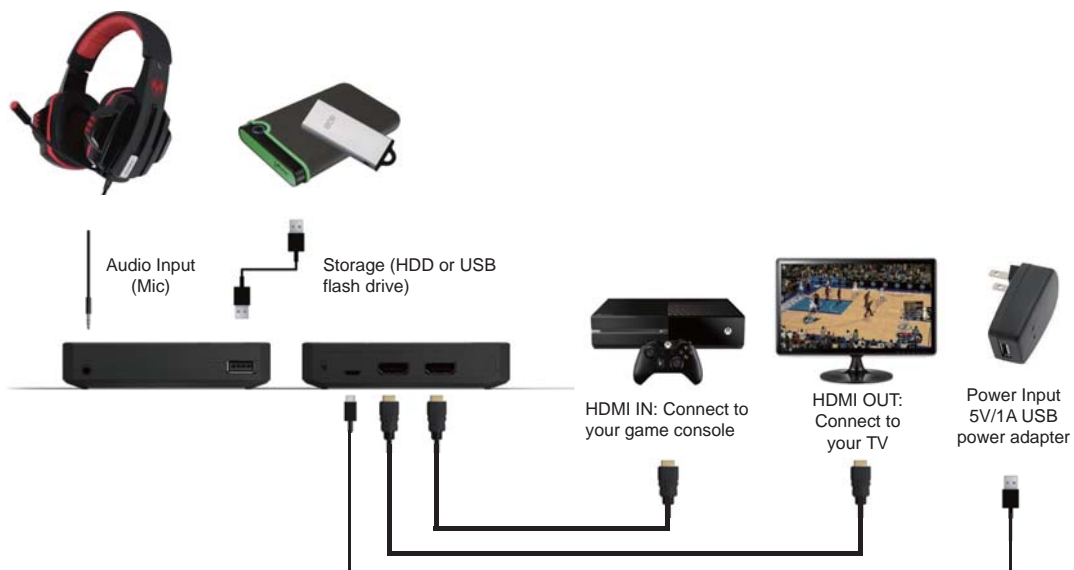 Audio Input
(Mic)
Storage (HDD or USB
flash drive)
HDMI IN: Connect to
your game console
HDMI OUT:
Connect to
your TV
Power Input
5V/1A USB
power adapter